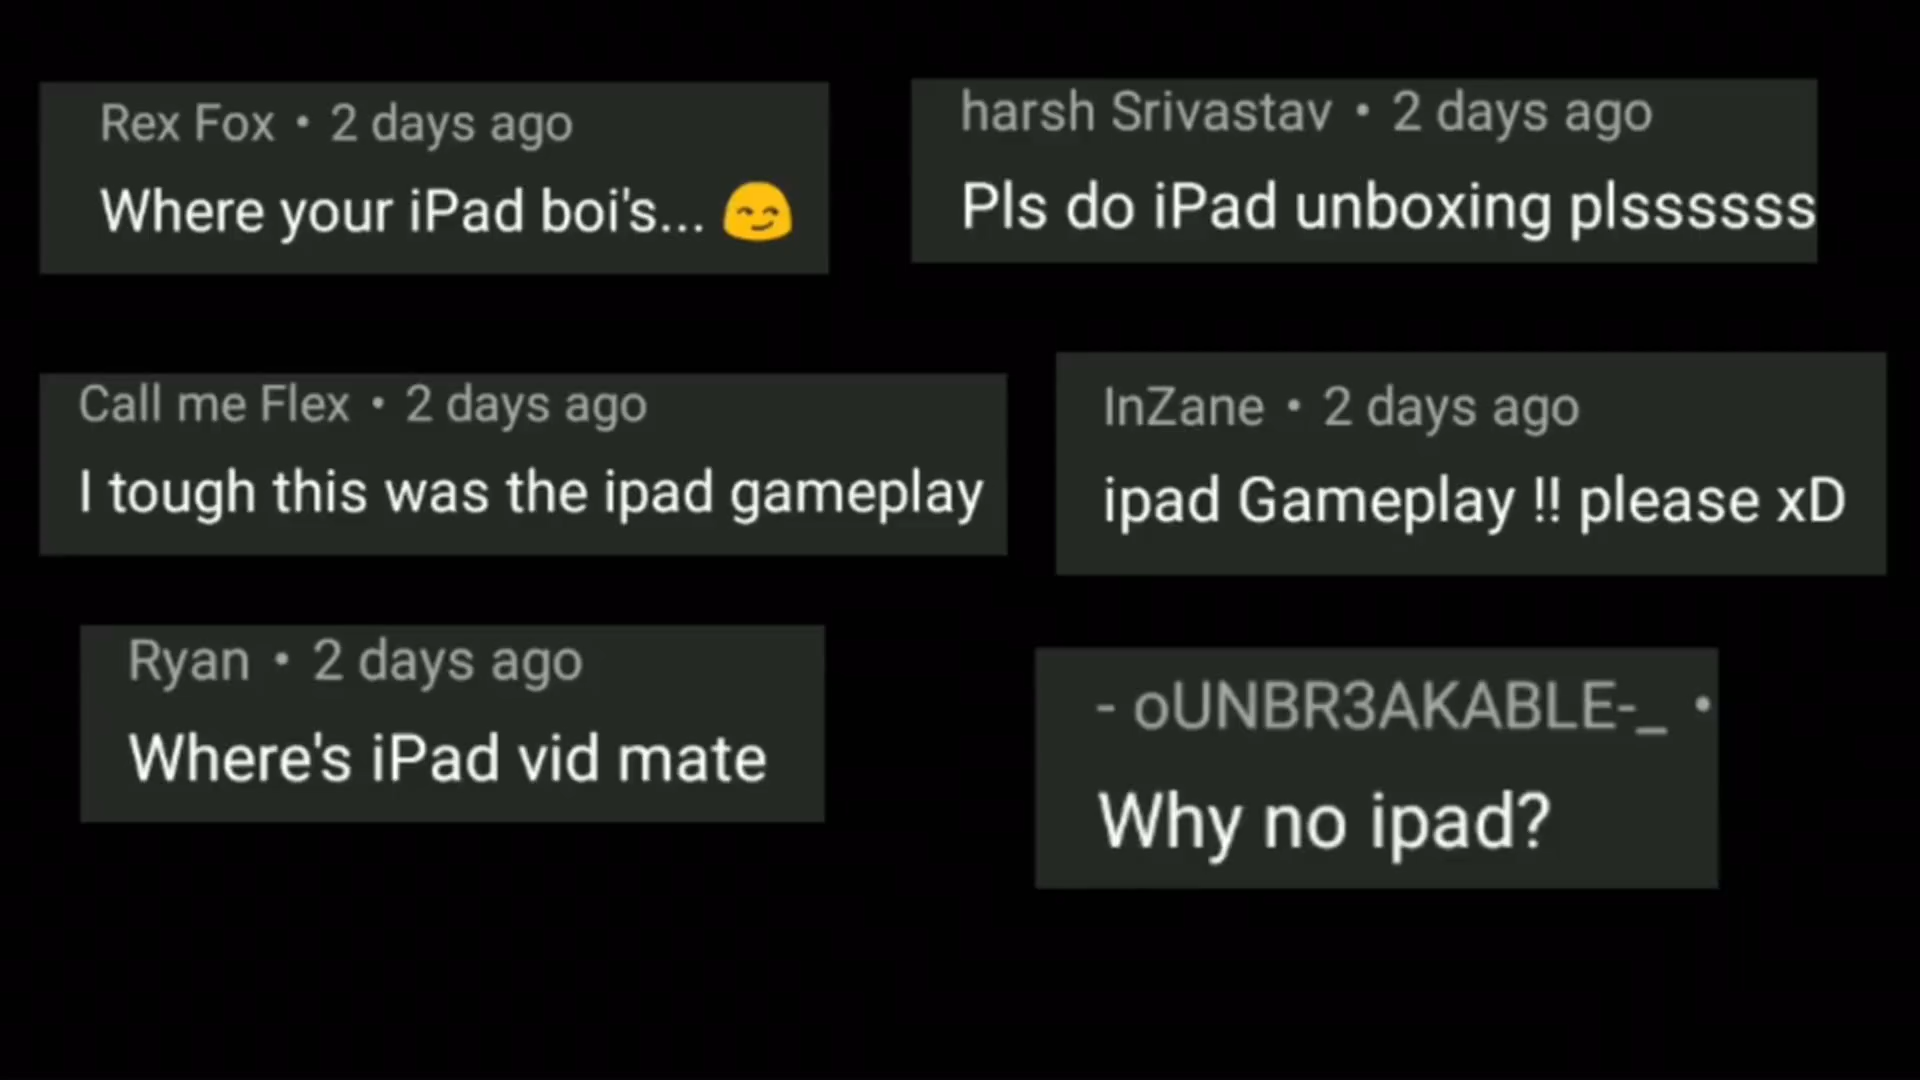 Rex Fox • 2 days ago
Where your iPad boi's... 😏
harsh Srivastav • 2 days ago
Pls do iPad unboxing plssssss
Call me Flex • 2 days ago
I tough this was the ipad gameplay
InZane • 2 days ago
ipad Gameplay !! please xD
Ryan • 2 days ago
Where's iPad vid mate
- oUNBR3AKABLE-_ •
Why no ipad?